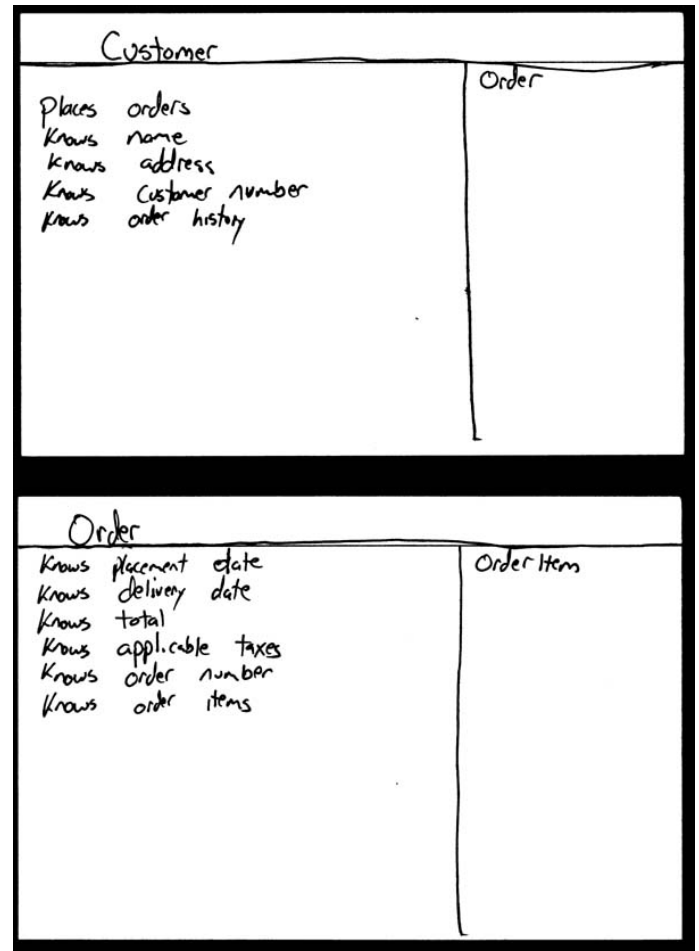 Customer
Places orders
Knows name
Knows address
Knows customer number
Knows order history
Order
Order
Knows placement date
Knows delivery date
Knows total
Knows applicable taxes
Knows order number
Knows order items
Order Item